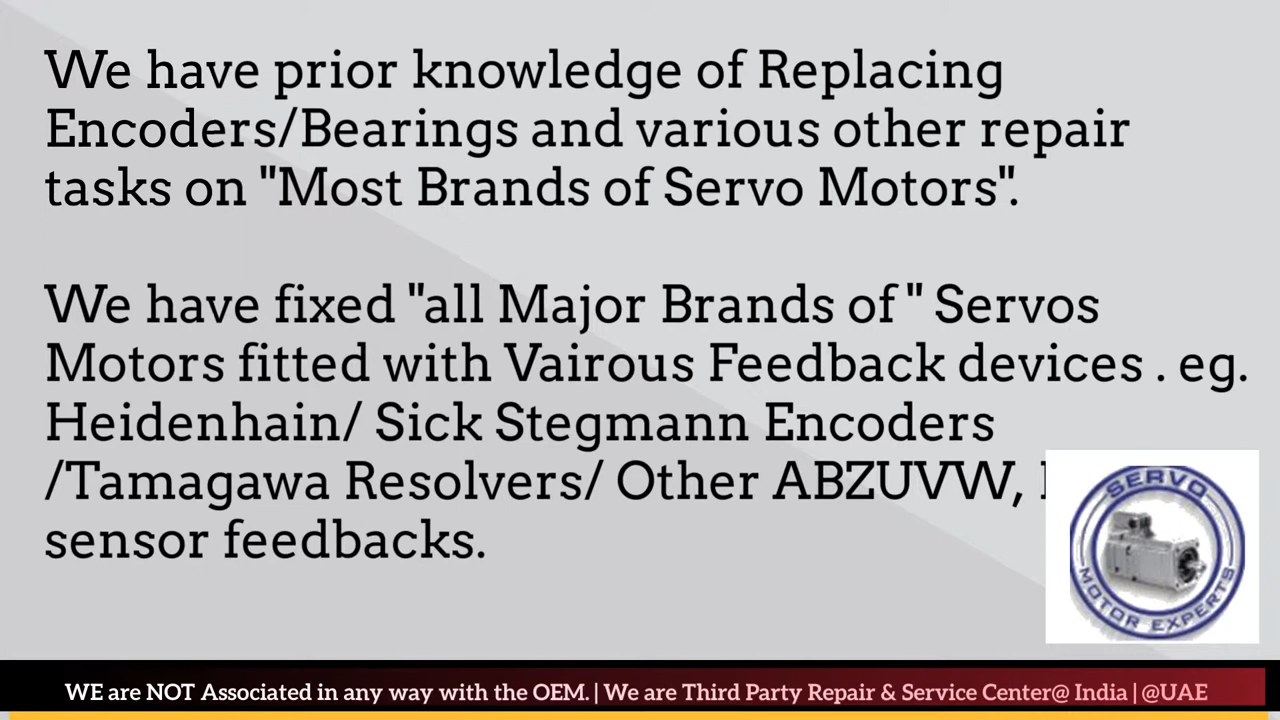 We have prior knowledge of Replacing
Encoders/Bearings and various other repair
tasks on "Most Brands of Servo Motors".
We have fixed "all Major Brands of " Servos
Motors fitted with Vairous Feedback devices . eg.
Heidenhain/ Sick Stegmann Encoders
/Tamagawa Resolvers/ Other ABZUVW,
sensor feedbacks.
SERVO
MOTOR EXPERTS
WE are NOT Associated in any way with the OEM. | We are Third Party Repair & Service Center@ India | @UAE